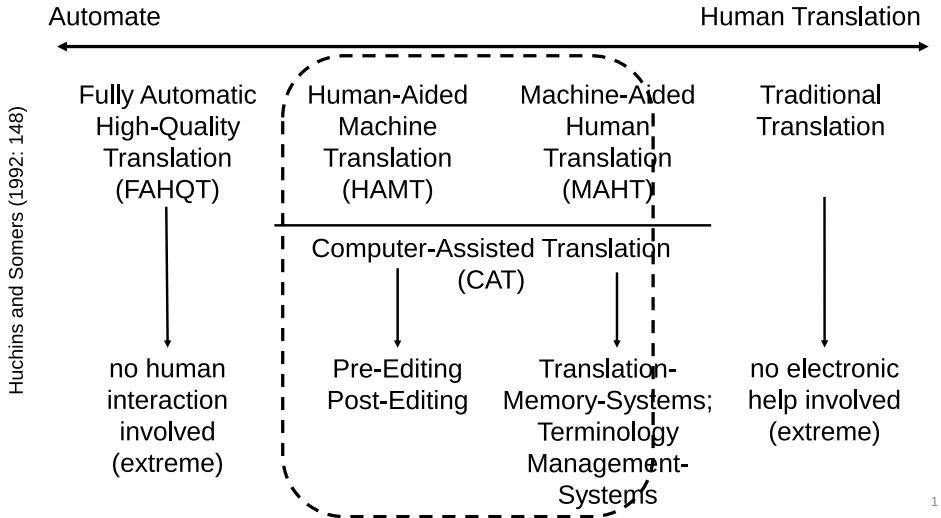 Automate
Human Translation
Huchins and Somers (1992: 148)
Fully Automatic
High-Quality
Translation
(FAHQT)
Human-Aided
Machine
Translation
(HAMT)
Machine-Aided
Human
Translation
(MAHT)
Traditional
Translation
Computer-Assisted Translation
(CAT)
no human
interaction
involved
(extreme)
Pre-Editing
Post-Editing
Translation-
Memory-Systems;
Terminology
Management-
Systems
no electronic
help involved
(extreme)
1